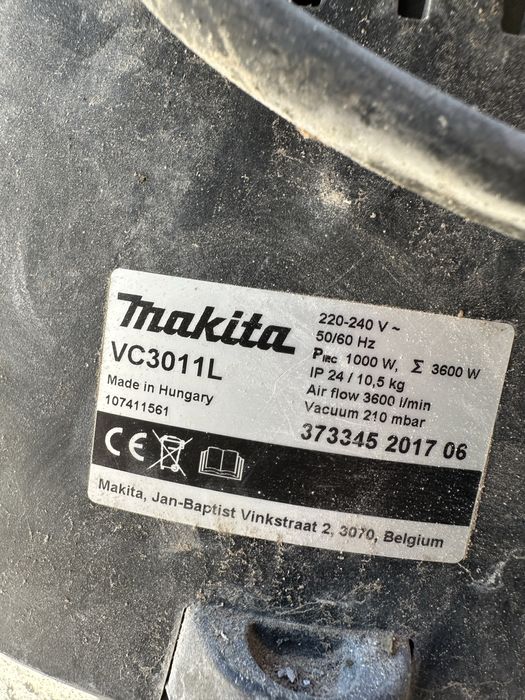 makita
VC3011L
Made in Hungary
107411561
220-240 V ~
50/60 Hz
PIEC 1000 W, Σ 3600 W
IP 24 / 10,5 kg
Air flow 3600 l/min
Vacuum 210 mbar
373345 2017 06
CE
Makita, Jan-Baptist Vinkstraat 2, 3070, Belgium